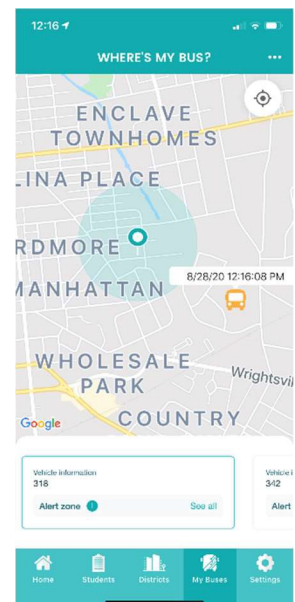 12:16
WHERE'S MY BUS?
ENCLAVE
TOWNHOMES
LINA PLACE
RDMORE
8/28/20 12:16:08 PM
MANHATTAN
WHOLESALE
PARK
Wrightsvil
Google
COUNTRY
Vehicle information
318
Alert zone
See all
Vehicle i
342
Alert
Home
Students
Districts
My Buses
Settings